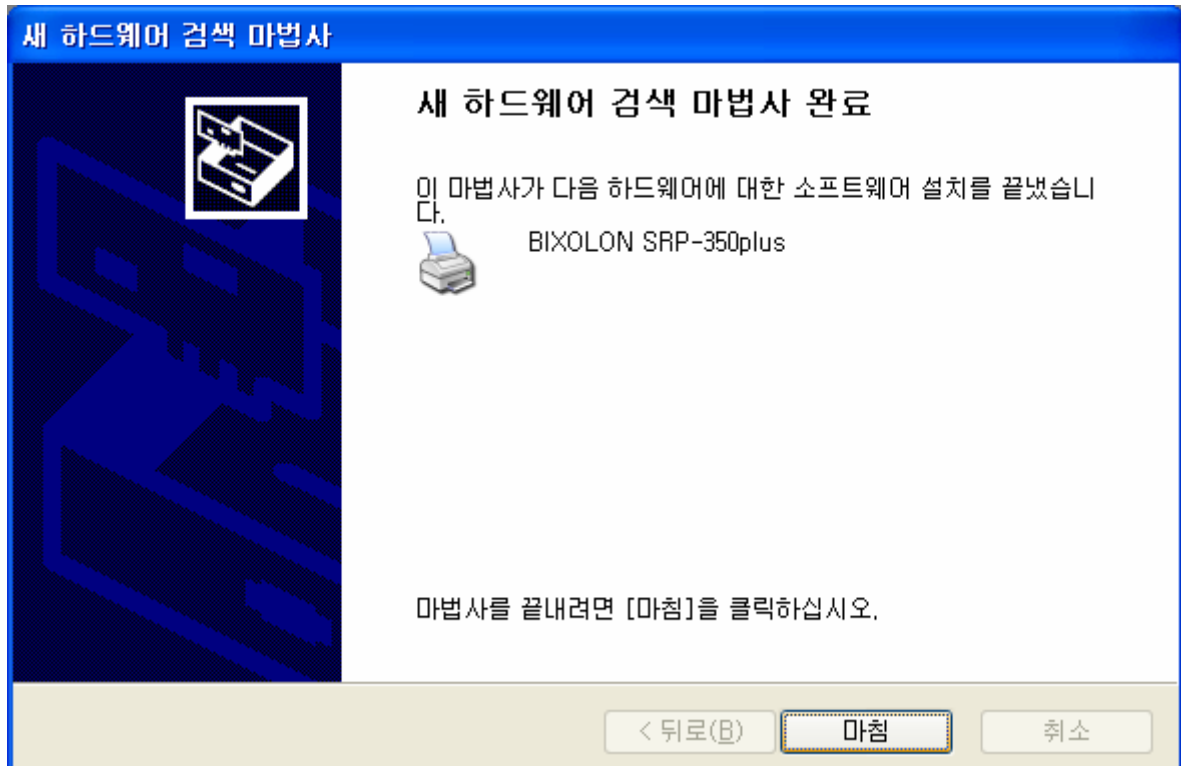 새 하드웨어 검색 마법사
새 하드웨어 검색 마법사 완료
이 마법사가 다음 하드웨어에 대한 소프트웨어 설치를 끝냈습니
다.
BIXOLON SRP-350plus
마법사를 끝내려면 [마침]을 클릭하십시오.
< 뒤로(B)
마침
취소